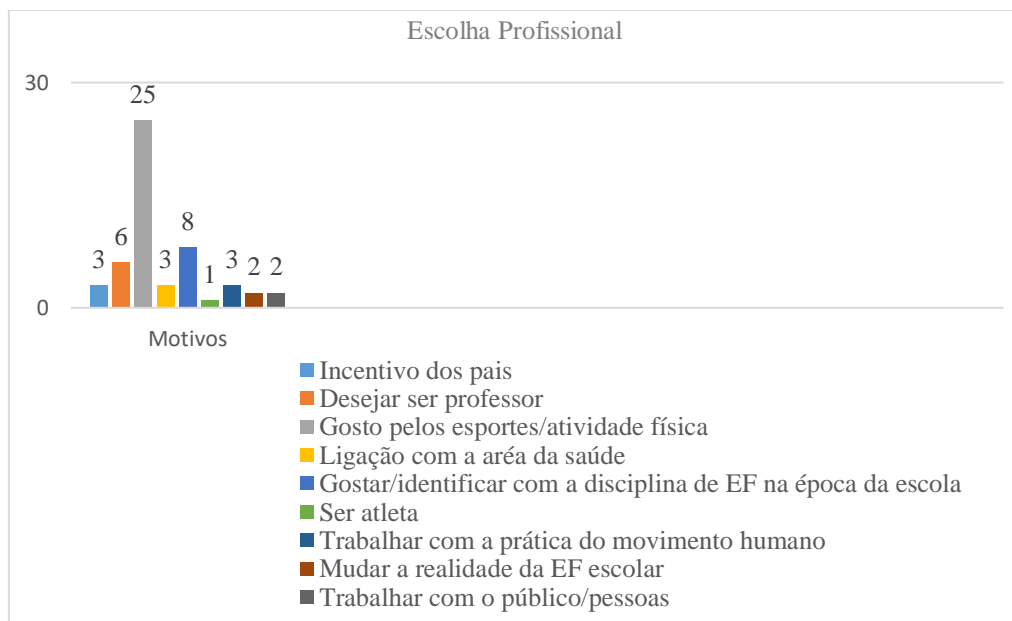 Escolha Profissional
30
25
8
6
3
3
3
2
2
1
0
Motivos
Incentivo dos pais
Desejar ser professor
Gosto pelos esportes/atividade física
Ligação com a aréa da saúde
Gostar/identificar com a disciplina de EF na época da escola
Ser atleta
Trabalhar com a prática do movimento humano
Mudar a realidade da EF escolar
Trabalhar com o público/pessoas